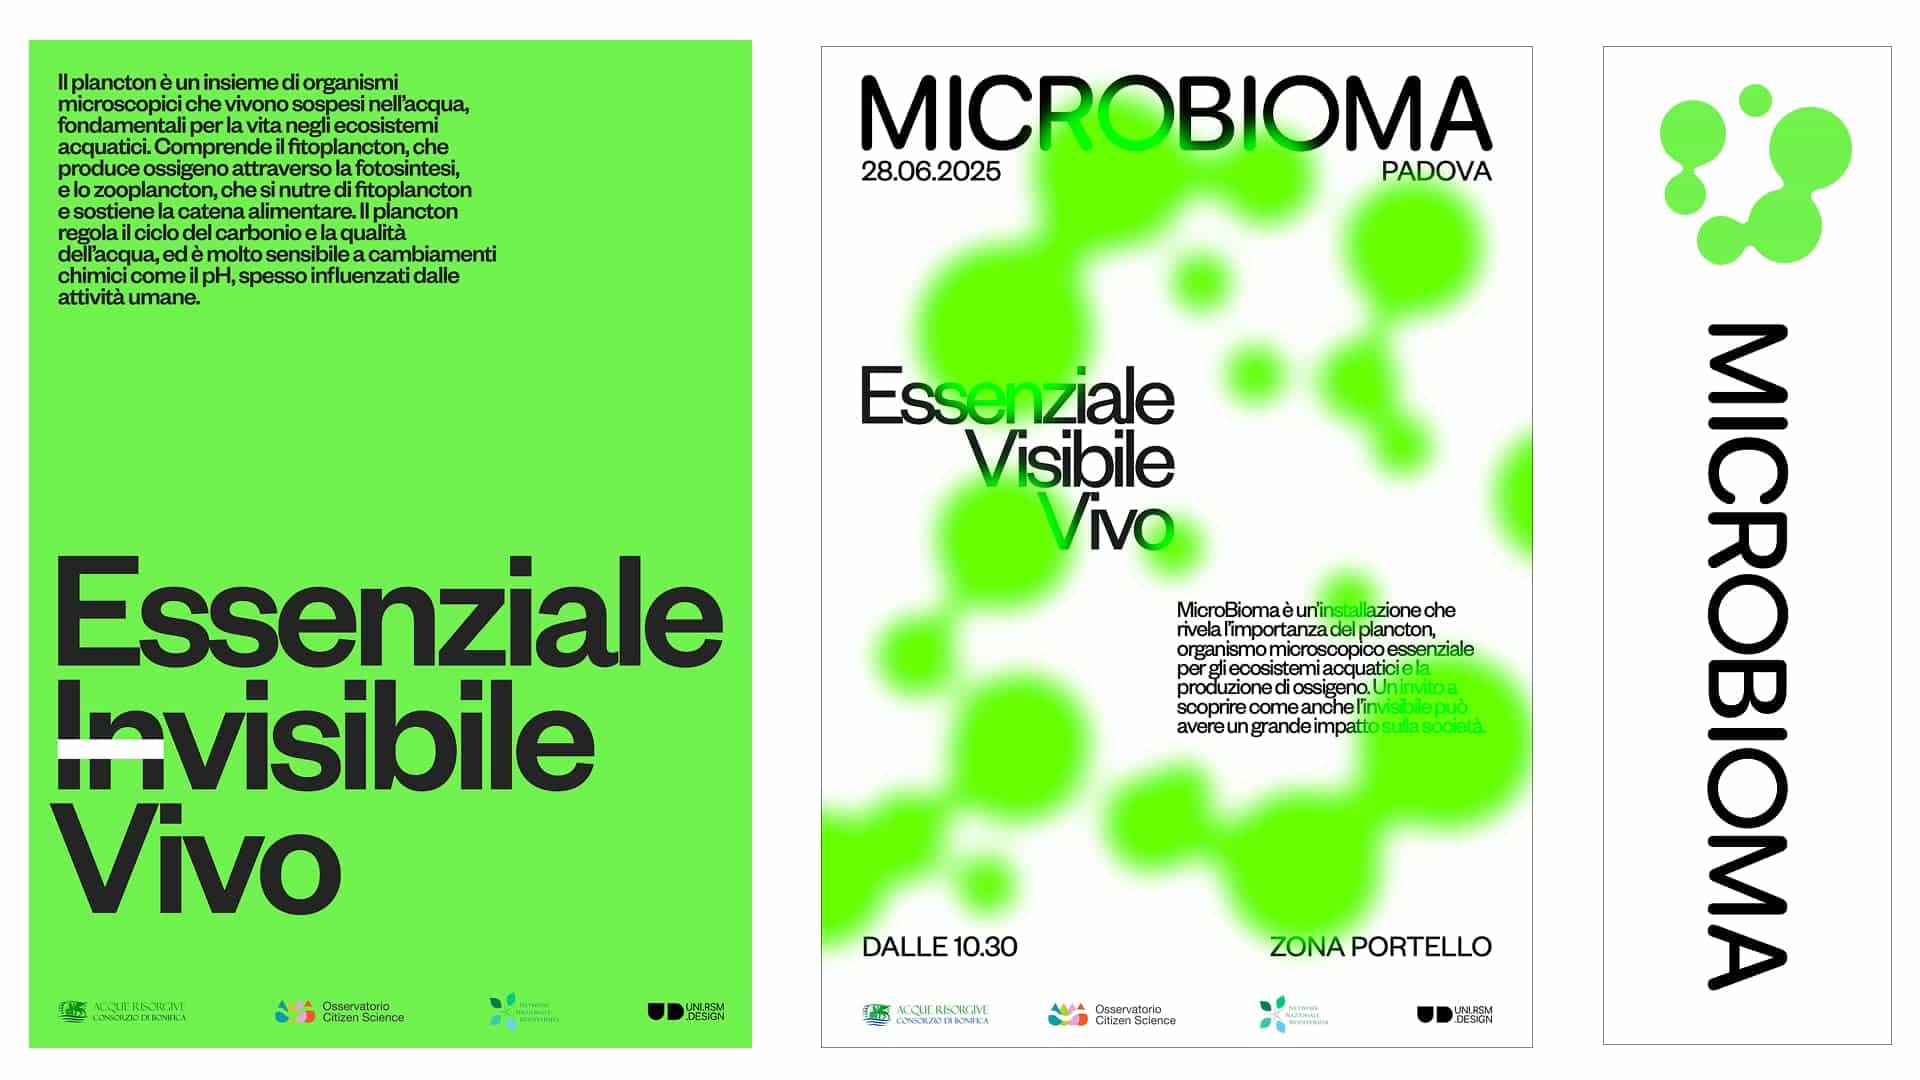 Il plancton è un insieme di organismi
microscopici che vivono sospesi nell'acqua,
fondamentali per la vita negli ecosistemi
acquatici. Comprende il fitoplancton, che
produce ossigeno attraverso la fotosintesi,
e lo zooplancton, che si nutre di fitoplancton
e sostiene la catena alimentare. Il plancton
regola il ciclo del carbonio e la qualità
dell'acqua, ed è molto sensibile a cambiamenti
chimici come il pH, spesso influenzati dalle
attività umane.
Essenziale
Invisibile
Vivo
ACQUE RISORGIVE
CONSORZIO DI BONIFICA
Osservatorio
Citizen Science
NETWORK
NAZIONALE
BIODIVERSITÀ
UNI.RSM
.DESIGN
MICROBIOMA
28.06.2025
PADOVA
Essenziale
Visibile
Vivo
MicroBioma è un'installazione che
rivela l'importanza del plancton,
organismo microscopico essenziale
per gli ecosistemi acquatici e la
produzione di ossigeno. Un invito a
scoprire come anche l'invisibile può
avere un grande impatto sulla società.
DALLE 10.30
ZONA PORTELLO
ACQUE RISORGIVE
CONSORZIO DI BONIFICA
Osservatorio
Citizen Science
NETWORK
NAZIONALE
BIODIVERSITÀ
UNI.RSM
.DESIGN
MICROBIOMA